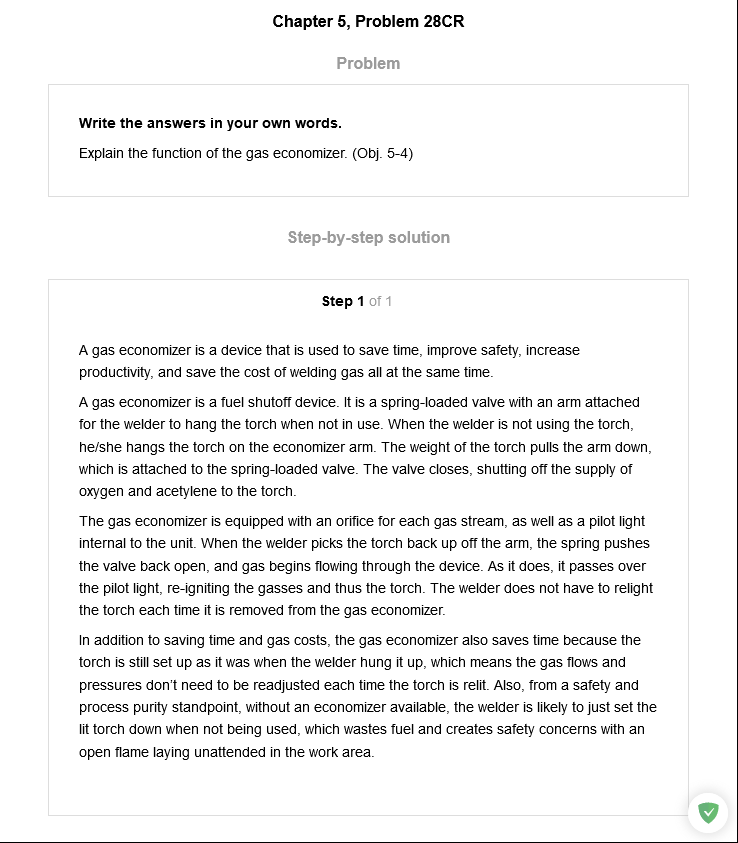 Chapter 5, Problem 28CR
Problem
Write the answers in your own words.
Explain the function of the gas economizer. (Obj. 5-4)
Step-by-step solution
Step 1 of 1
A gas economizer is a device that is used to save time, improve safety, increase
productivity, and save the cost of welding gas all at the same time.
A gas economizer is a fuel shutoff device. It is a spring-loaded valve with an arm attached
for the welder to hang the torch when not in use. When the welder is not using the torch,
he/she hangs the torch on the economizer arm. The weight of the torch pulls the arm down,
which is attached to the spring-loaded valve. The valve closes, shutting off the supply of
oxygen and acetylene to the torch.
The gas economizer is equipped with an orifice for each gas stream, as well as a pilot light
internal to the unit. When the welder picks the torch back up off the arm, the spring pushes
the valve back open, and gas begins flowing through the device. As it does, it passes over
the pilot light, re-igniting the gasses and thus the torch. The welder does not have to relight
the torch each time it is removed from the gas economizer.
In addition to saving time and gas costs, the gas economizer also saves time because the
torch is still set up as it was when the welder hung it up, which means the gas flows and
pressures don’t need to be readjusted each time the torch is relit. Also, from a safety and
process purity standpoint, without an economizer available, the welder is likely to just set the
lit torch down when not being used, which wastes fuel and creates safety concerns with an
open flame laying unattended in the work area.